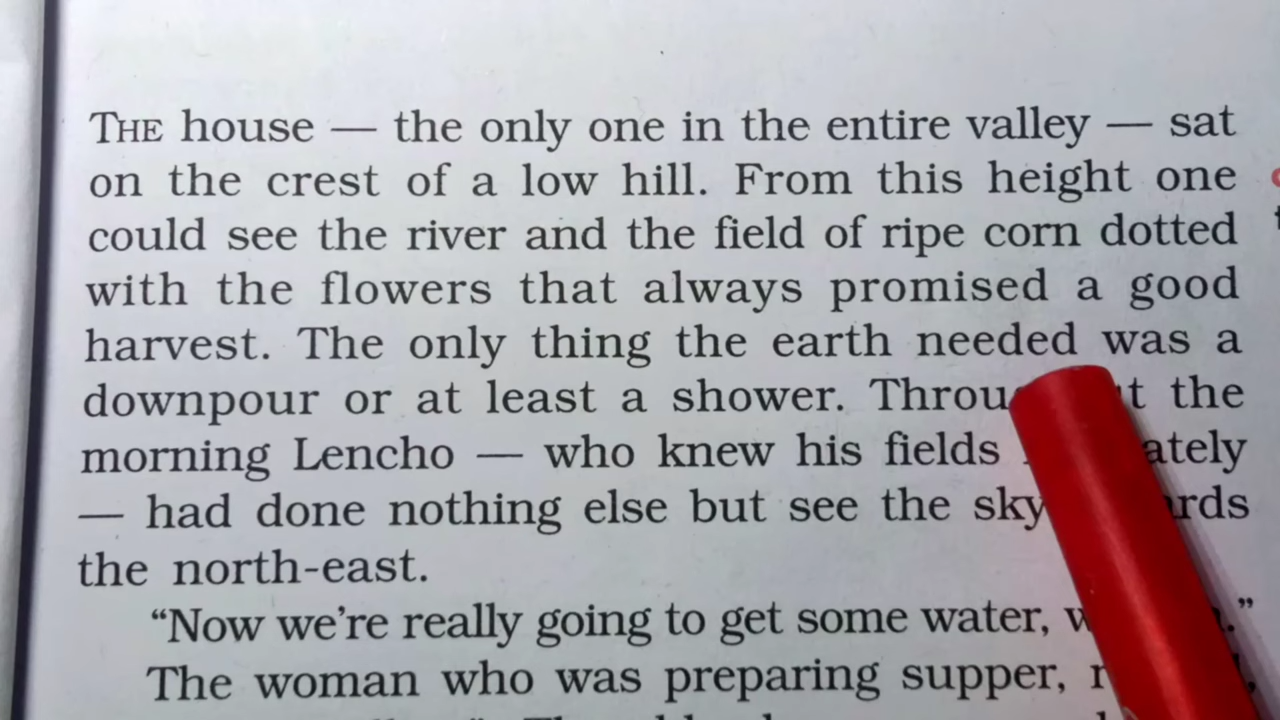 THE house — the only one in the entire valley — sat
on the crest of a low hill. From this height one
could see the river and the field of ripe corn dotted
with the flowers that always promised a good
harvest. The only thing the earth needed was a
downpour or at least a shower. the
morning Lencho — who knew his fields
— had done nothing else but see the sky
the north-east.
“Now we’re really going to get some water, ”
The woman who was preparing supper,